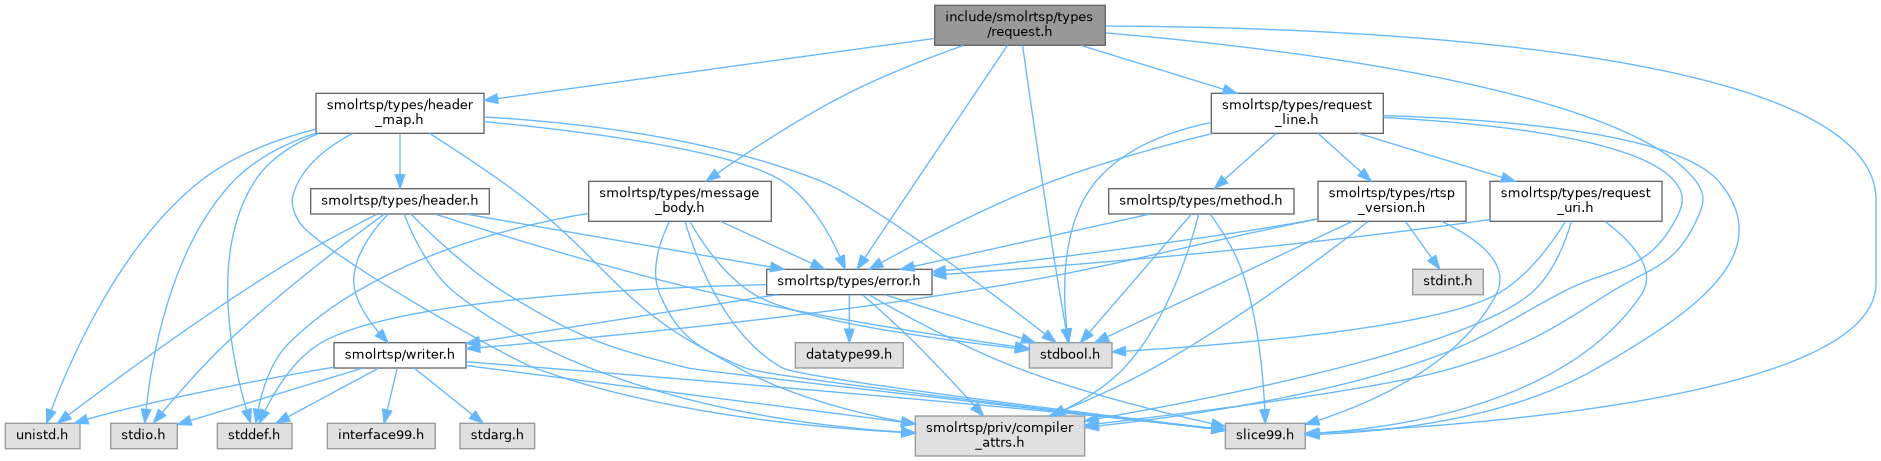 include/smolrtsp/types
/request.h
smolrtsp/types/header
_map.h
smolrtsp/types/request
_line.h
smolrtsp/types/header.h
smolrtsp/types/message
_body.h
smolrtsp/types/method.h
smolrtsp/types/rtsp
_version.h
smolrtsp/types/request
_uri.h
smolrtsp/types/error.h
stdint.h
smolrtsp/writer.h
datatype99.h
stdbool.h
unistd.h
stdio.h
stddef.h
interface99.h
stdarg.h
smolrtsp/priv/compiler
_attrs.h
slice99.h